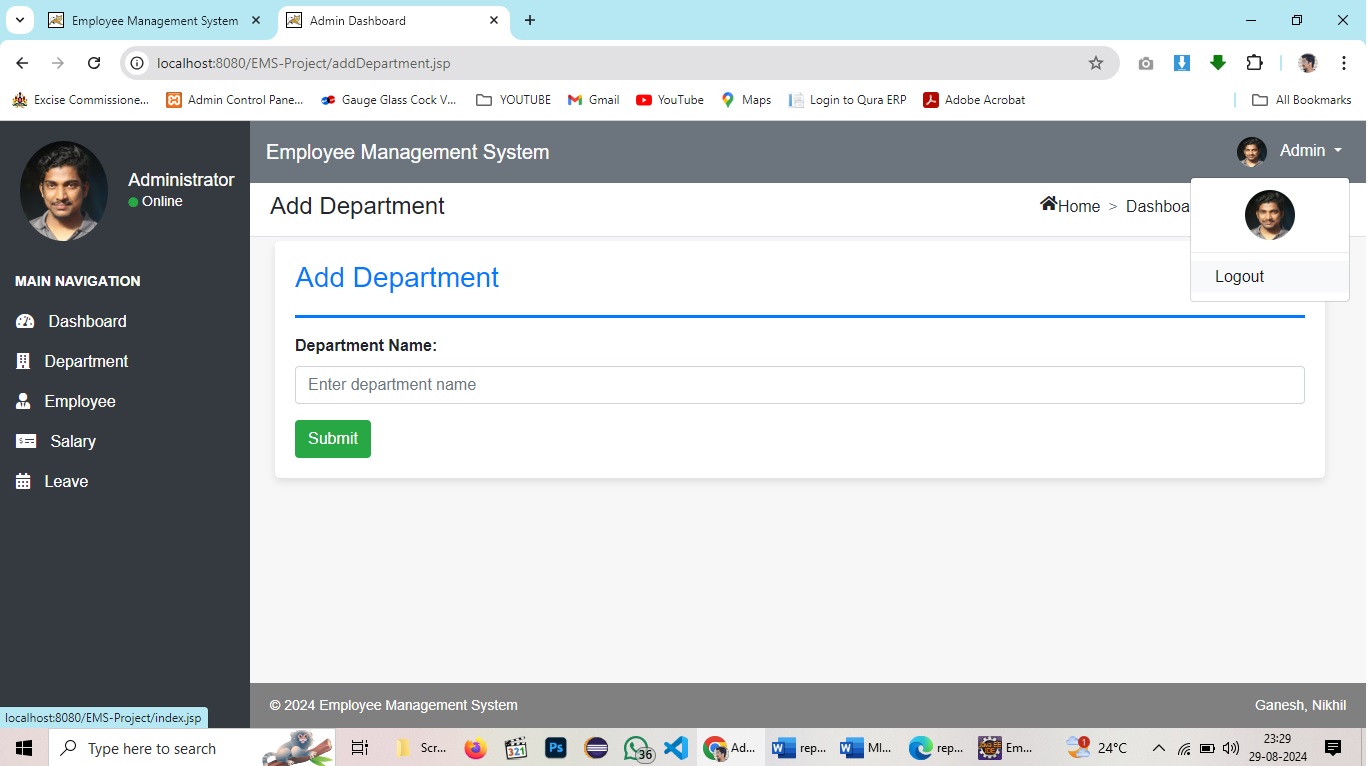 Employee Management System
Admin Dashboard
localhost:8080/EMS-Project/addDepartment.jsp
Excise Commissione...
Admin Control Pane...
Gauge Glass Cock V...
YOUTUBE
Gmail
YouTube
Maps
Login to Qura ERP
Adobe Acrobat
All Bookmarks
Administrator
Online
Employee Management System
Admin
Add Department
Home > Dashboa
Logout
MAIN NAVIGATION
Dashboard
Department
Employee
Salary
Leave
Add Department
Department Name:
Enter department name
Submit
© 2024 Employee Management System
Ganesh, Nikhil
localhost:8080/EMS-Project/index.jsp
Type here to search
Scr...
321
Ps
36
Ad...
rep...
MI...
rep...
Em...
1
24°C
23:29
29-08-2024